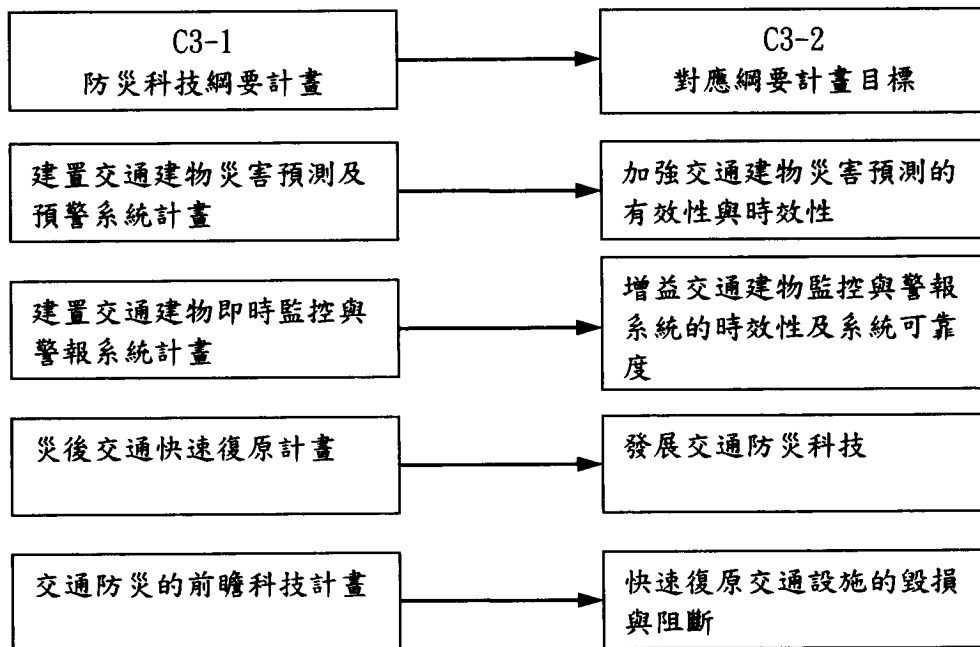 C3-1
防災科技綱要計畫
C3-2
對應綱要計畫目標
建置交通建物災害預測及
預警系統計畫
加強交通建物災害預測的
有效性與時效性
建置交通建物即時監控與
警報系統計畫
增益交通建物監控與警報
系統的時效性及系統可靠
度
災後交通快速復原計畫
發展交通防災科技
交通防災的前瞻科技計畫
快速復原交通設施的毀損
與阻斷